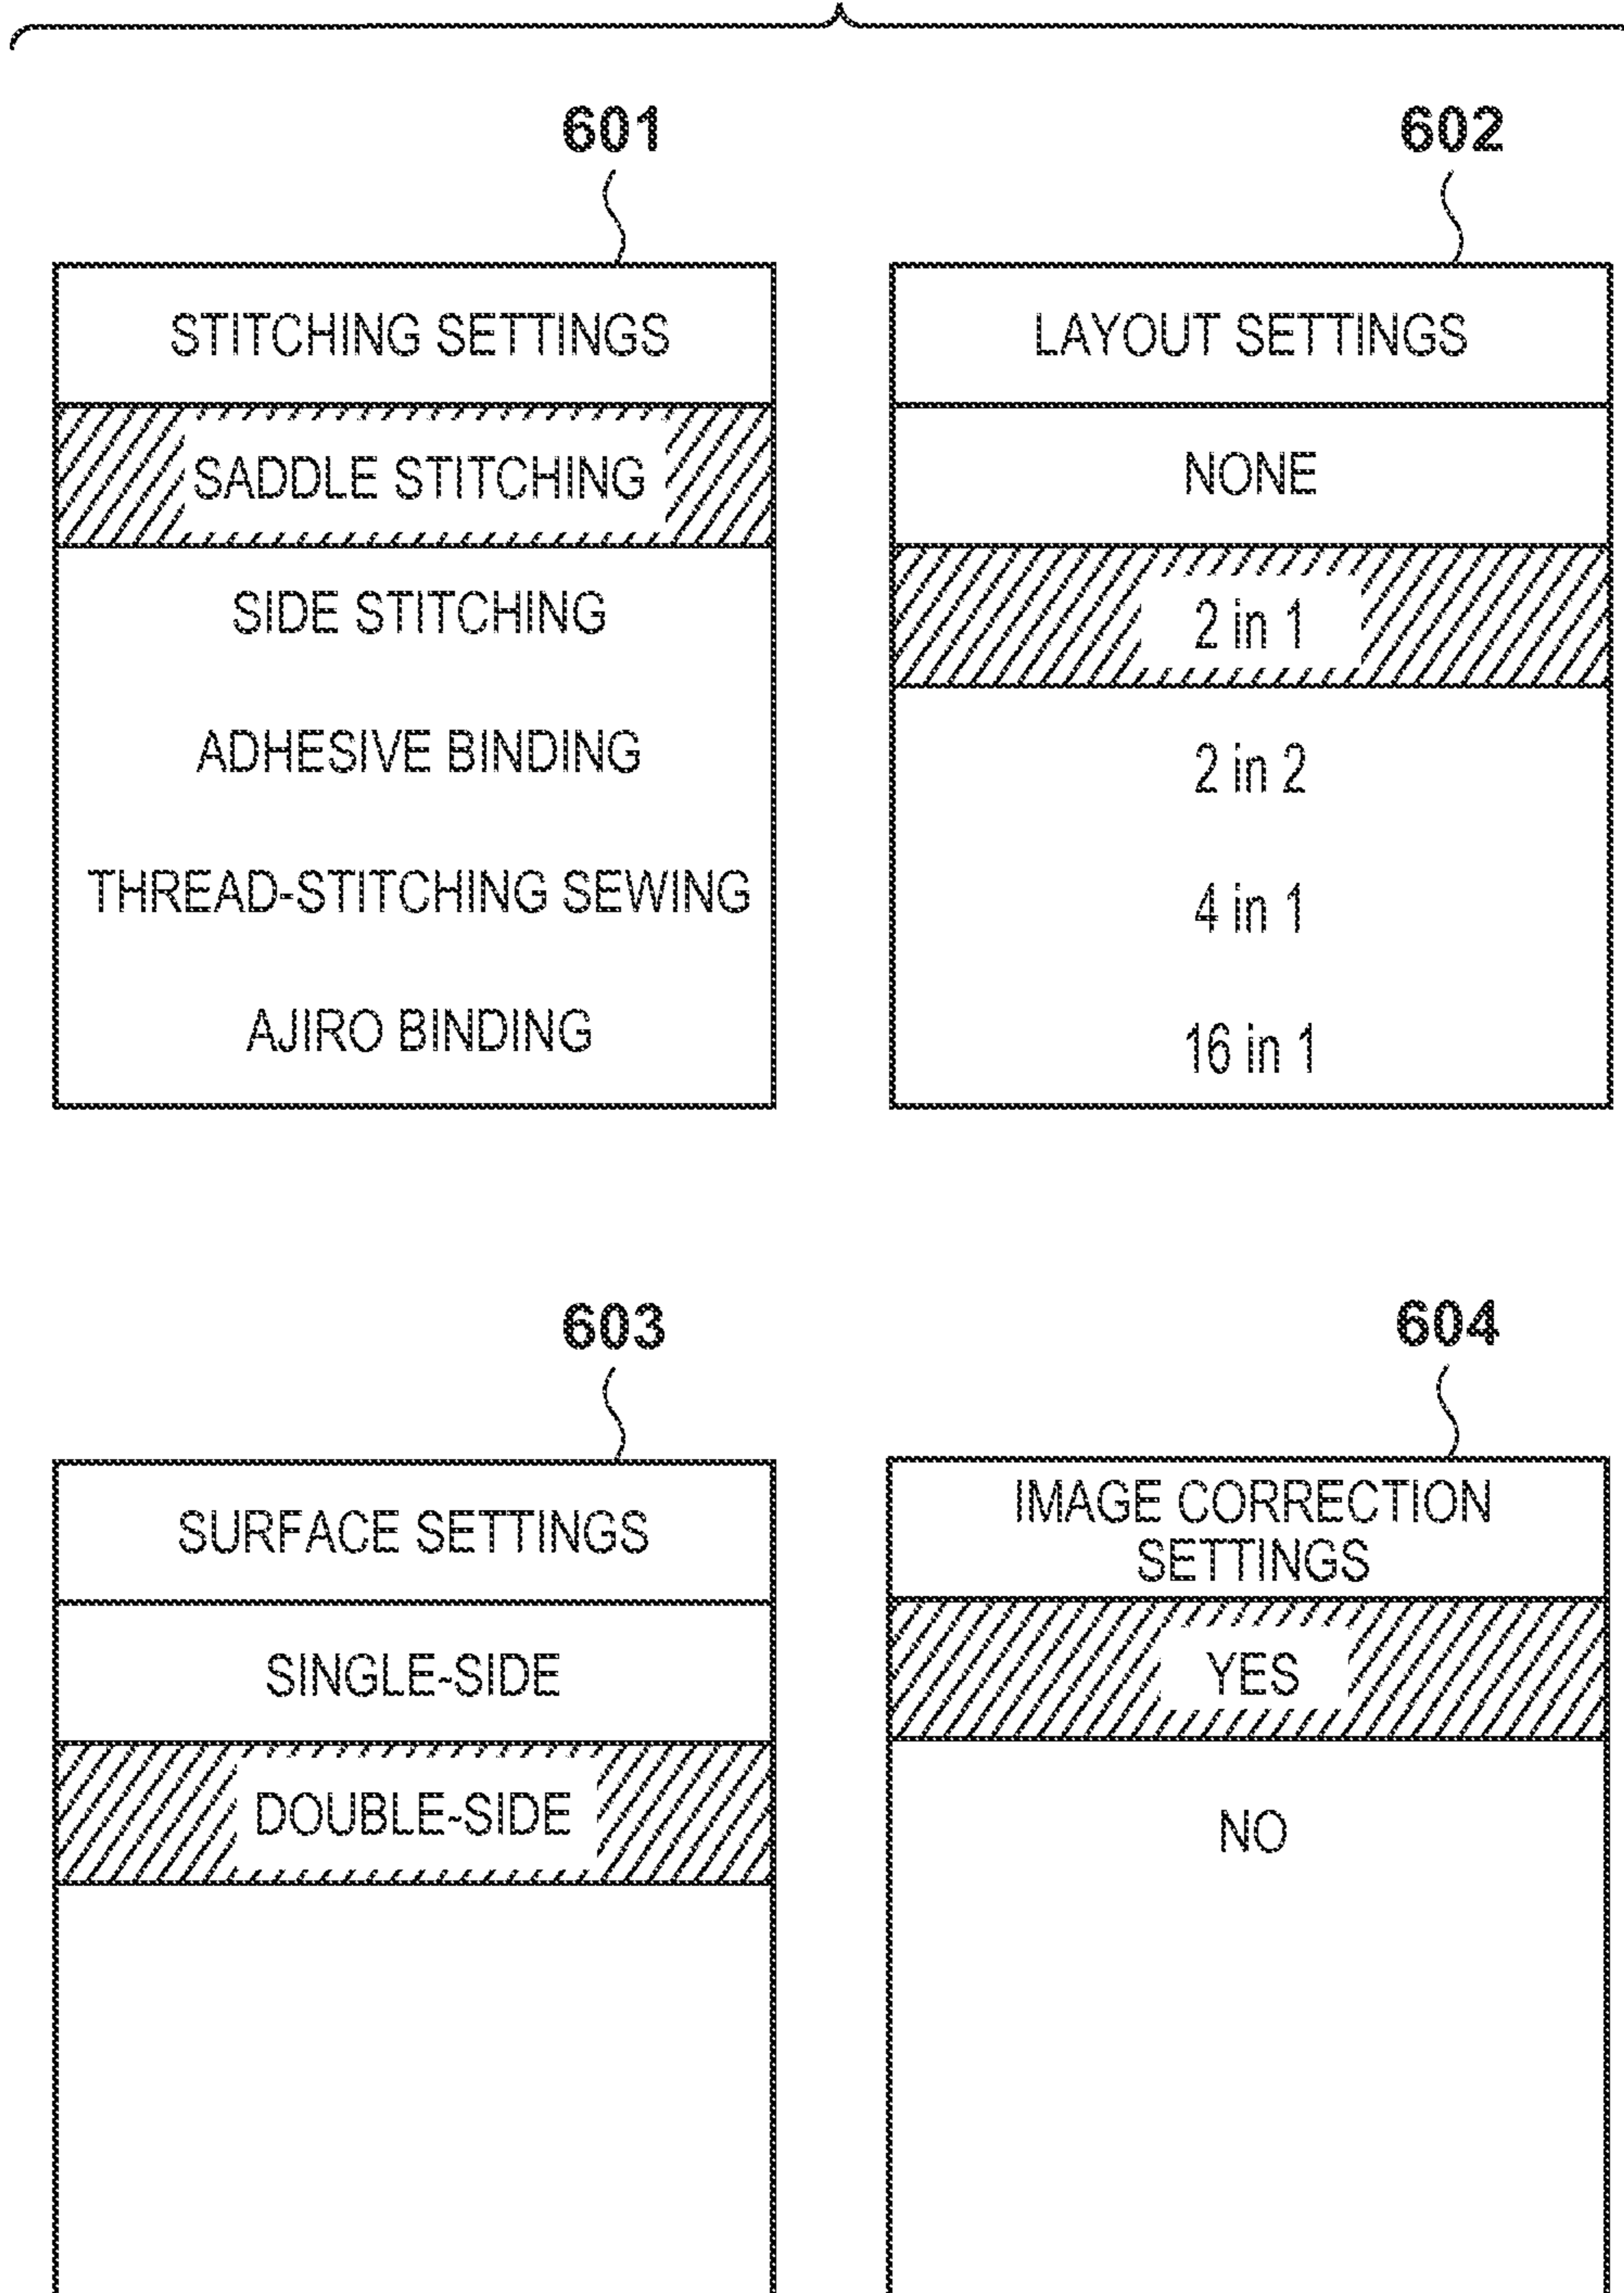 601
STITCHING SETTINGS
SADDLE STITCHING
SIDE STITCHING
ADHESIVE BINDING
THREAD-STITCHING SEWING
AJIRO BINDING
602
LAYOUT SETTINGS
NONE
2 in 1
2 in 2
4 in 1
16 in 1
603
SURFACE SETTINGS
SINGLE-SIDE
DOUBLE-SIDE
604
IMAGE CORRECTION
SETTINGS
YES
NO